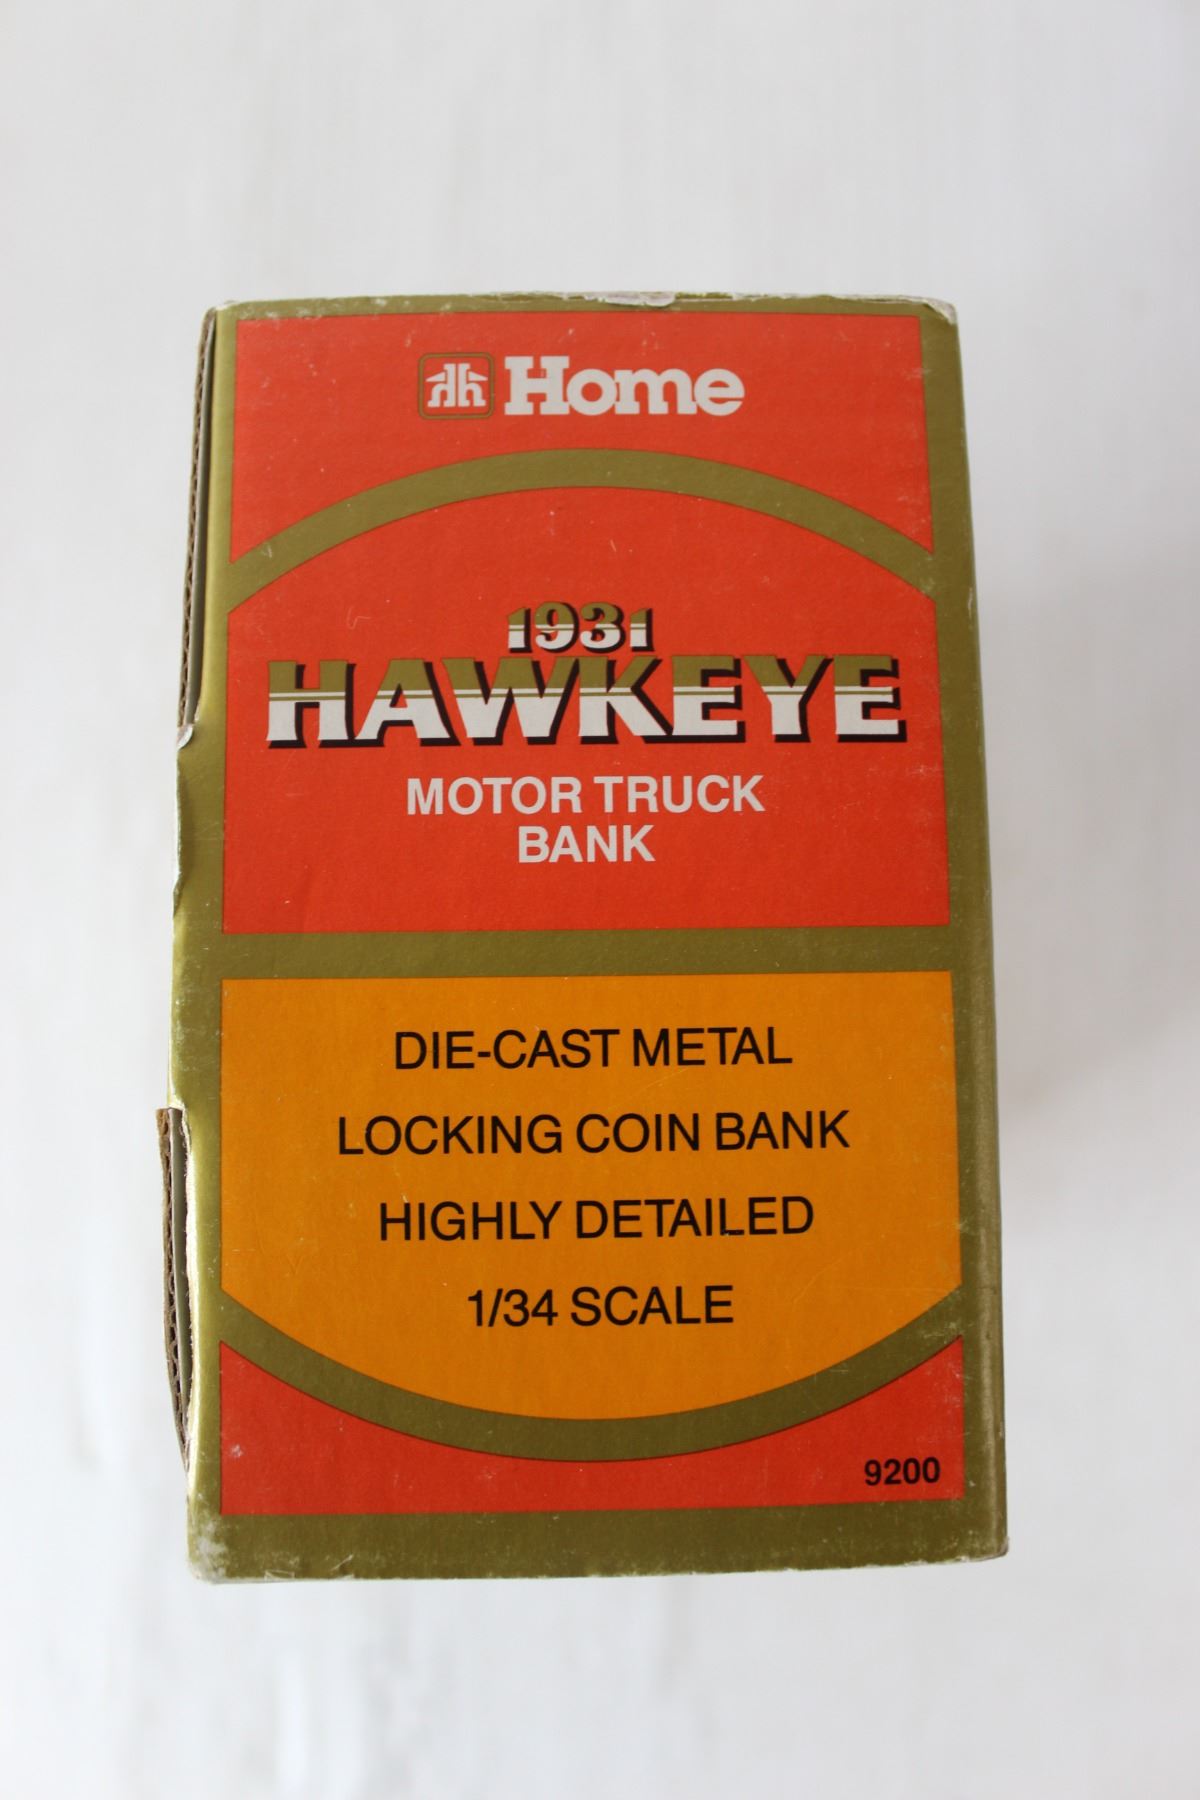 Home
1931
HAWKEYE
MOTOR TRUCK
BANK
DIE-CAST METAL
LOCKING COIN BANK
HIGHLY DETAILED
1/34 SCALE
9200